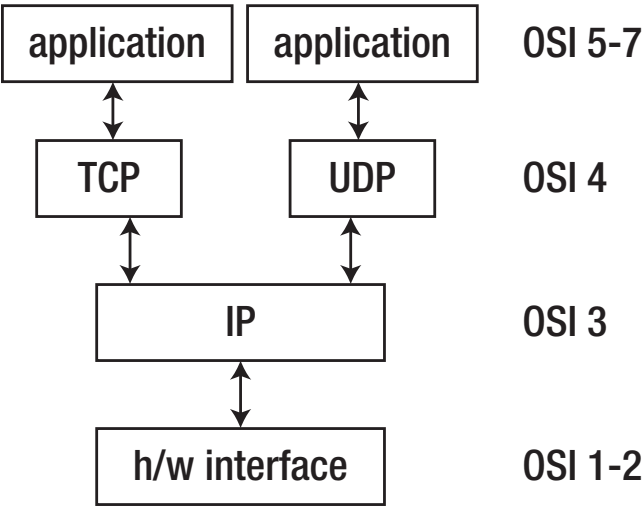 application application OSI 5-7
TCP UDP OSI 4
IP OSI 3
h/w interface OSI 1-2